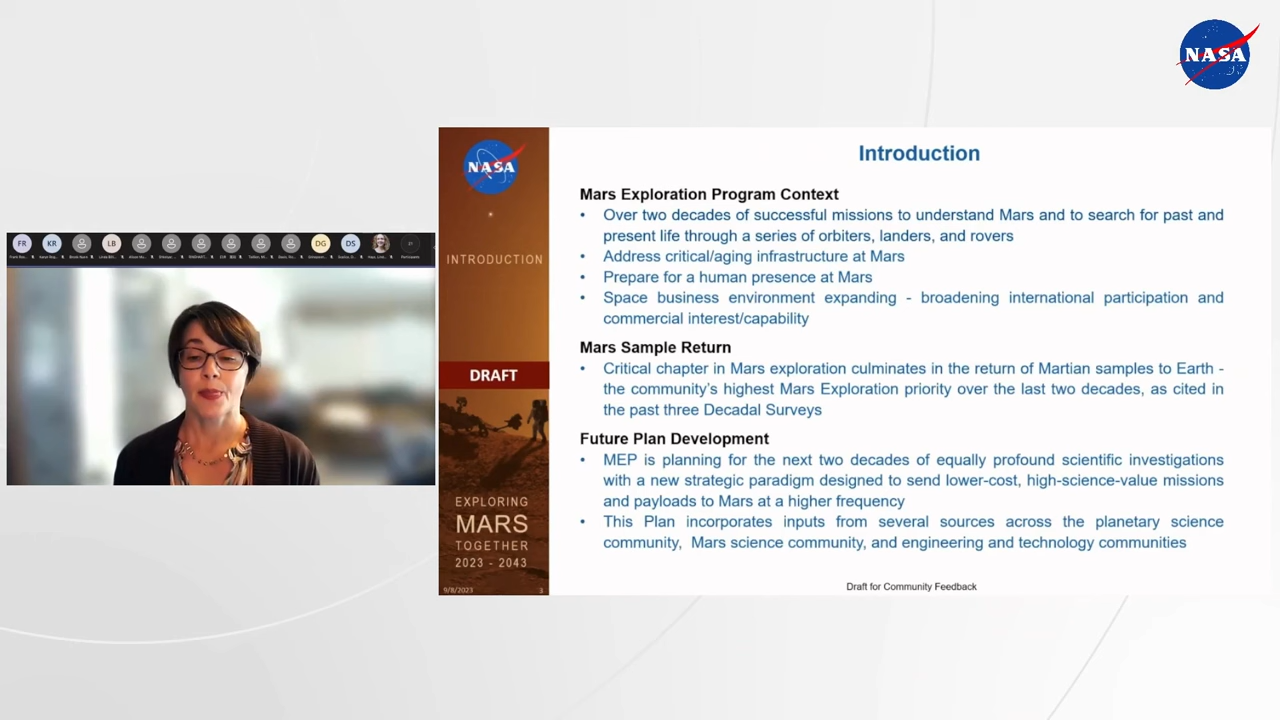 NASA
FR KR LB DG DS
Participants
NASA
INTRODUCTION
DRAFT
EXPLORING
MARS
TOGETHER
2023 - 2043
9/8/2023
3
Introduction
Mars Exploration Program Context
• Over two decades of successful missions to understand Mars and to search for past and
present life through a series of orbiters, landers, and rovers
• Address critical/aging infrastructure at Mars
• Prepare for a human presence at Mars
• Space business environment expanding - broadening international participation and
commercial interest/capability
Mars Sample Return
• Critical chapter in Mars exploration culminates in the return of Martian samples to Earth -
the community's highest Mars Exploration priority over the last two decades, as cited in
the past three Decadal Surveys
Future Plan Development
• MEP is planning for the next two decades of equally profound scientific investigations
with a new strategic paradigm designed to send lower-cost, high-science-value missions
and payloads to Mars at a higher frequency
• This Plan incorporates inputs from several sources across the planetary science
community, Mars science community, and engineering and technology communities
Draft for Community Feedback